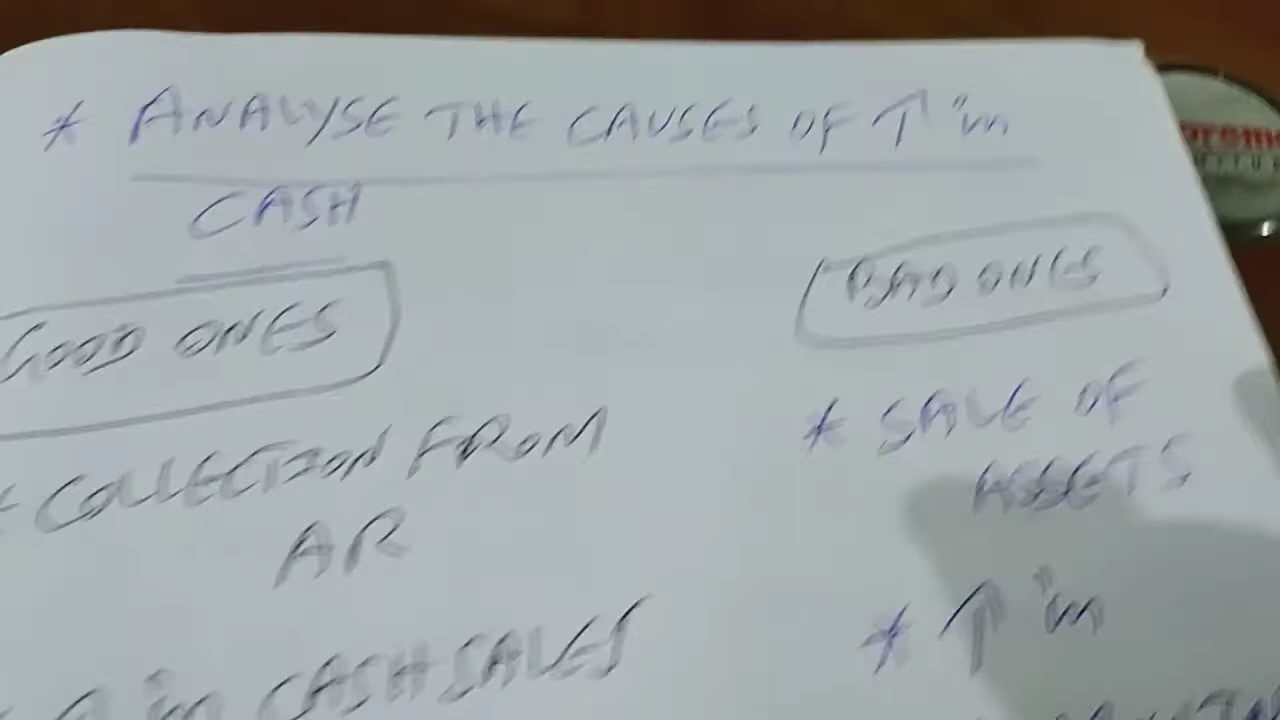 * ANALYSE THE CAUSES OF ↑ in
CASH
GOOD ONES
BAD ONES
* COLLECTION FROM
AR
* SALE OF
ASSETS
↑ in CASH SALES
* ↑ in